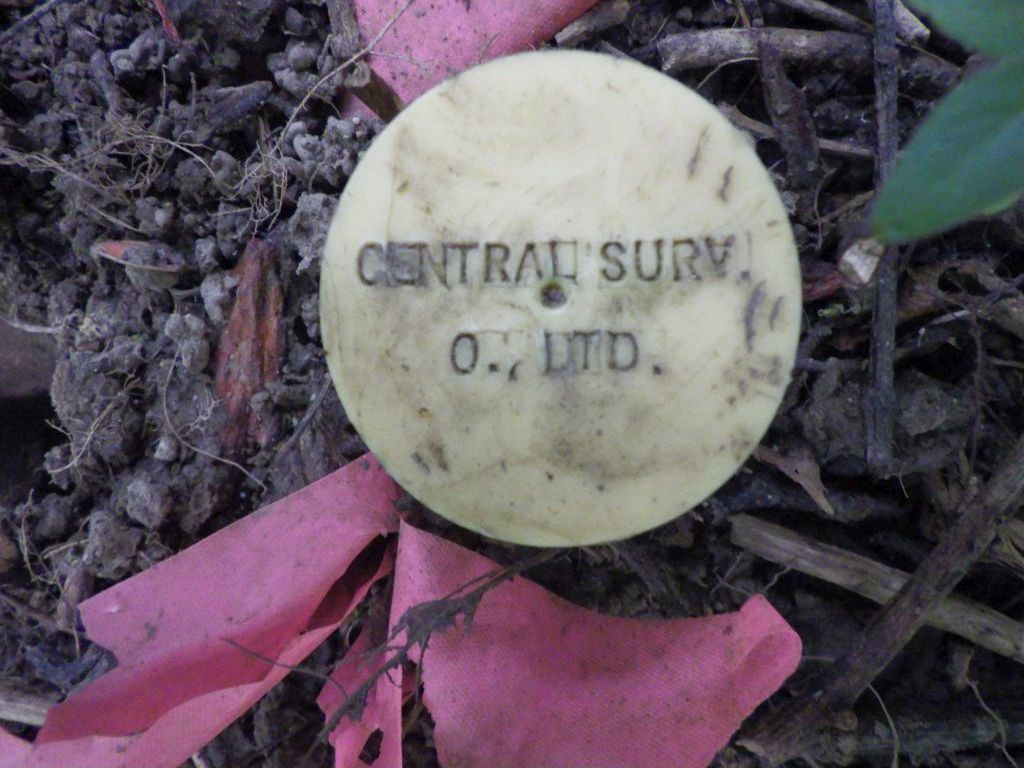 CENTRAL SURV
O., LTD.